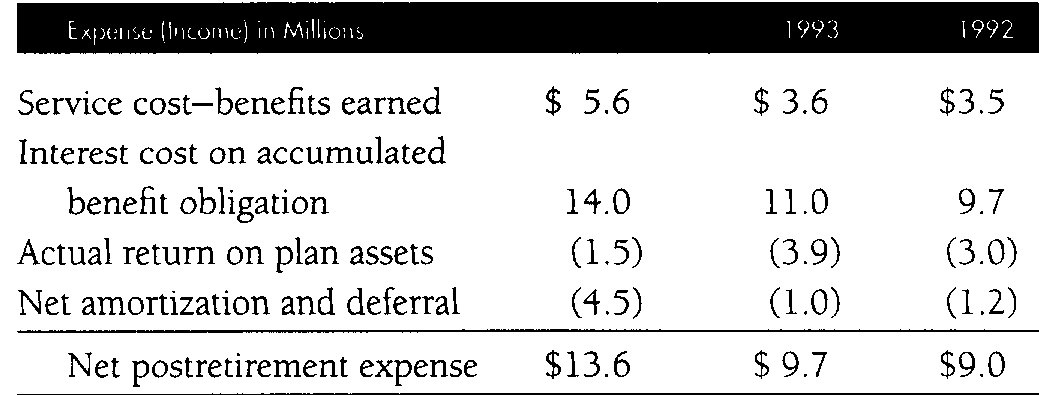 Expense (Income) in Millions 1993 1992
Service cost—benefits earned $ 5.6 $ 3.6 $3.5
Interest cost on accumulated
benefit obligation 14.0 11.0 9.7
Actual return on plan assets (1.5) (3.9) (3.0)
Net amortization and deferral (4.5) (1.0) (1.2)
Net postretirement expense $13.6 $ 9.7 $9.0